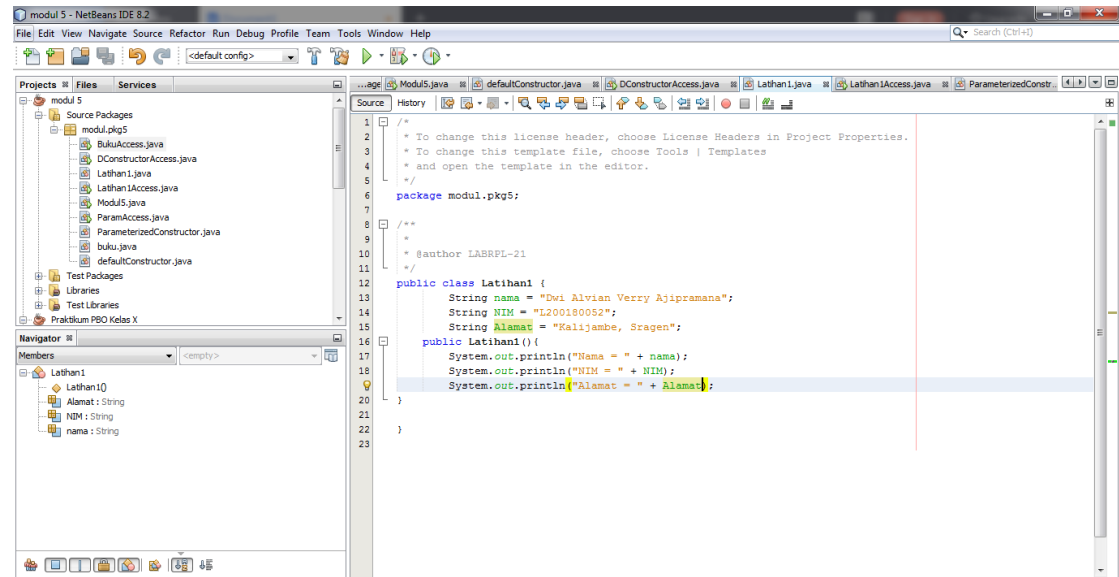 modul 5 - NetBeans IDE 8.2
File Edit View Navigate Source Refactor Run Debug Profile Team Tools Window Help
Search (Ctrl+I)
<default config>
Projects Files Services
...age Modul5.java defaultConstructor.java DConstructorAccess.java Latihan1.java Latihan1Access.java ParameterizedConstr...
Source History
modul 5
Source Packages
modul.pkg5
BukuAccess.java
DConstructorAccess.java
Latihan1.java
Latihan1Access.java
Modul5.java
ParamAccess.java
ParameterizedConstructor.java
buku.java
defaultConstructor.java
Test Packages
Libraries
Test Libraries
Praktikum PBO Kelas X
Navigator
Members <empty>
Latihan1
Latihan1()
Alamat : String
NIM : String
nama : String
1 /*
2 * To change this license header, choose License Headers in Project Properties.
3 * To change this template file, choose Tools | Templates
4 * and open the template in the editor.
5 */
6 package modul.pkg5;
7
8 /**
9 *
10 * @author LABRPL-21
11 */
12 public class Latihan1 {
13 String nama = "Dwi Alvian Verry Ajipramana";
14 String NIM = "L200180052";
15 String Alamat = "Kalijambe, Sragen";
16 public Latihan1(){
17 System.out.println("Nama = " + nama);
18 System.out.println("NIM = " + NIM);
System.out.println("Alamat = " + Alamat);
20 }
21
22 }
23